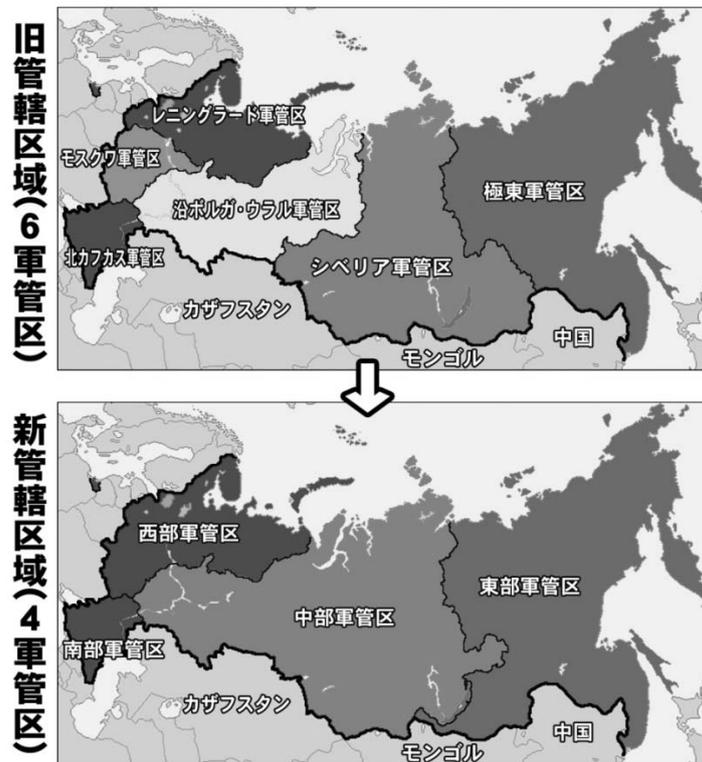 旧管轄区域(6軍管区)
レニングラード軍管区
モスクワ軍管区
極東軍管区
沿ボルガ・ウラル軍管区
北カフカス軍管区
シベリア軍管区
カザフスタン
中国
モンゴル
新管轄区域(4軍管区)
西部軍管区
東部軍管区
中部軍管区
南部軍管区
カザフスタン
中国
モンゴル